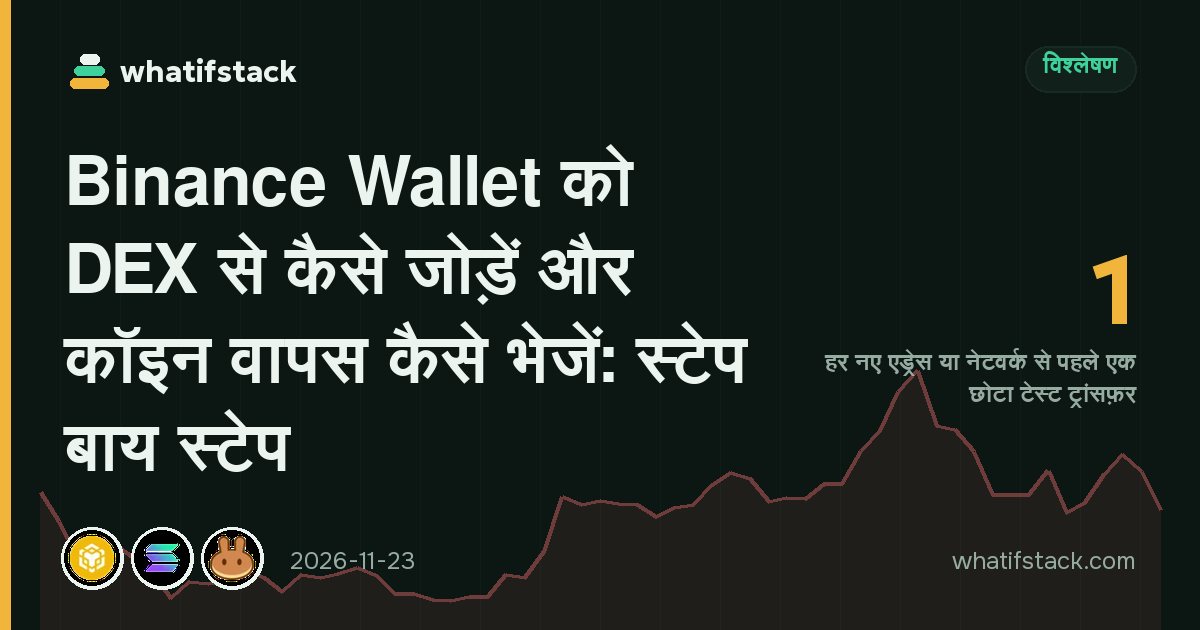 whatifstack
विश्लेषण
Binance Wallet को
DEX से कैसे जोड़ें और
कॉइन वापस कैसे भेजें: स्टेप
बाय स्टेप
1
हर नए एड्रेस या नेटवर्क से पहले एक
छोटा टेस्ट ट्रांसफ़र
2026-11-23
whatifstack.com